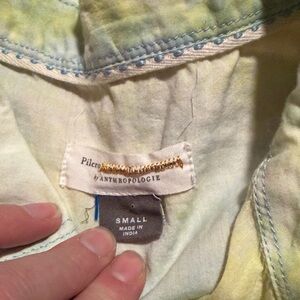 Pilcro
by ANTHROPOLOGIE
SMALL
MADE IN
INDIA